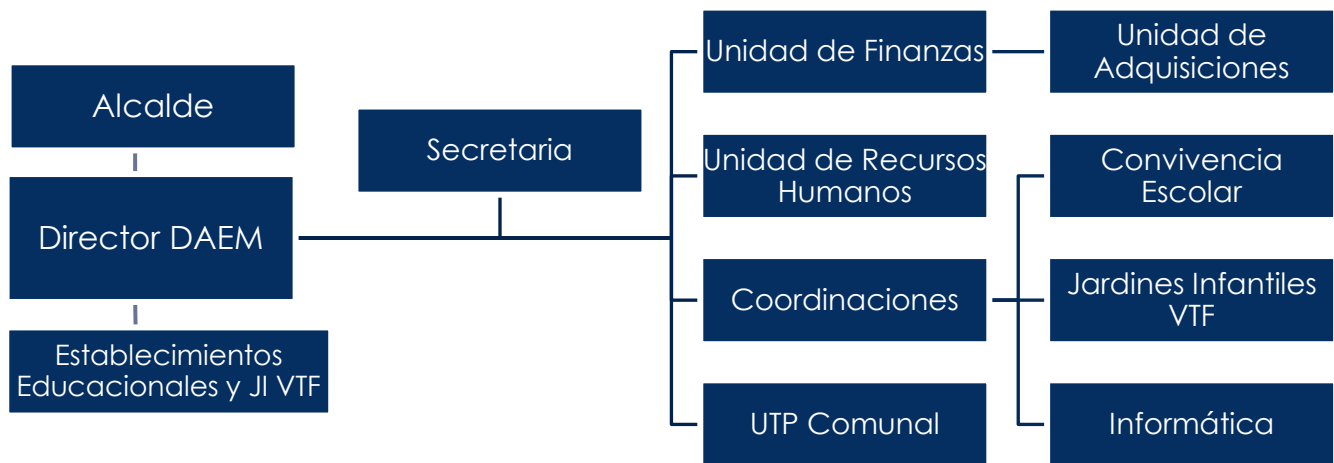 Alcalde
Director DAEM
Establecimientos
Educacionales y JI VTF
Secretaria
Unidad de Finanzas
Unidad de
Adquisiciones
Unidad de Recursos
Humanos
Coordinaciones
Convivencia
Escolar
Jardines Infantiles
VTF
Informática
UTP Comunal